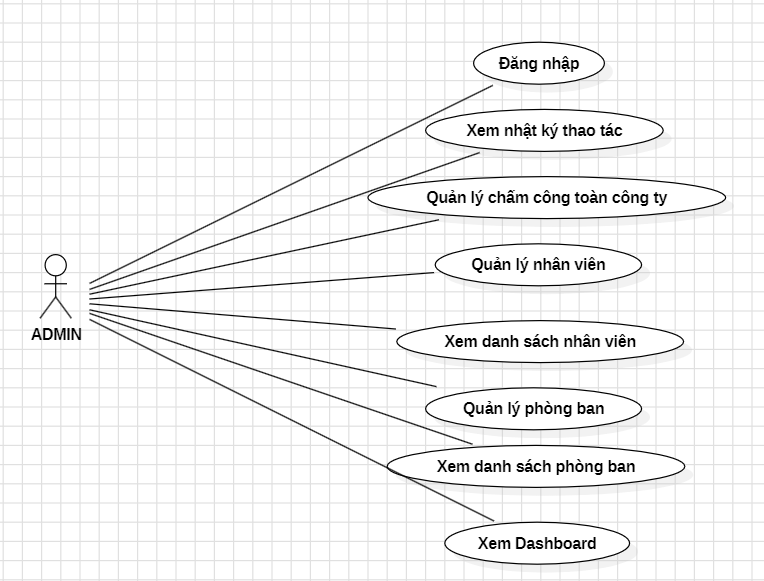 Đăng nhập
Xem nhật ký thao tác
Quản lý chấm công toàn công ty
Quản lý nhân viên
ADMIN
Xem danh sách nhân viên
Quản lý phòng ban
Xem danh sách phòng ban
Xem Dashboard